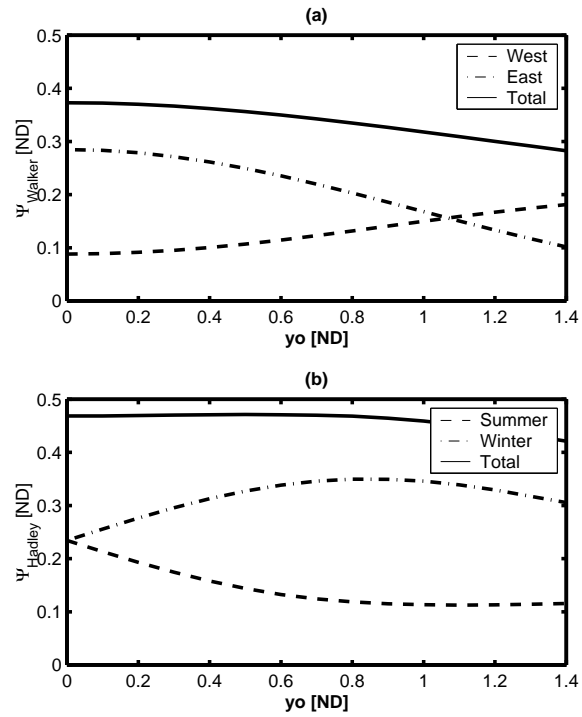 (a)
0.5
0.4
0.3
0.2
0.1
0
Ψ Walker [ND]
West
East
Total
0 0.2 0.4 0.6 0.8 1 1.2 1.4
yo [ND]
(b)
0.5
0.4
0.3
0.2
0.1
0
Ψ Hadley [ND]
Summer
Winter
Total
0 0.2 0.4 0.6 0.8 1 1.2 1.4
yo [ND]